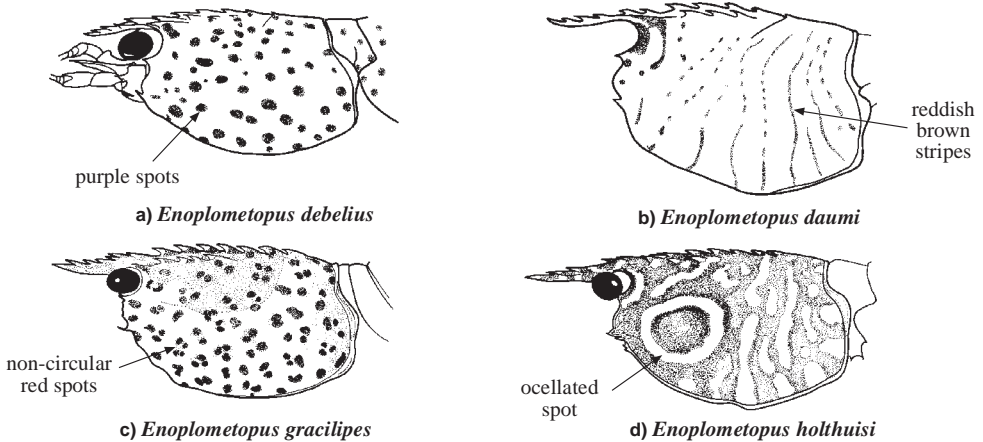 purple spots
a) Enoplometopus debelius
reddish
brown
stripes
b) Enoplometopus daumi
non-circular
red spots
c) Enoplometopus gracilipes
ocellated
spot
d) Enoplometopus holthuisi